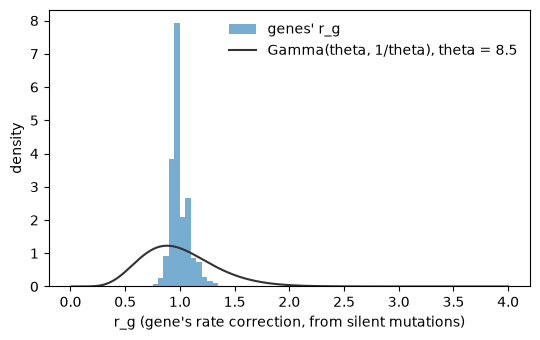 genes' r_g
Gamma(theta, 1/theta), theta = 8.5
density
8
7
6
5
4
3
2
1
0
0.0 0.5 1.0 1.5 2.0 2.5 3.0 3.5 4.0
r_g (gene's rate correction, from silent mutations)